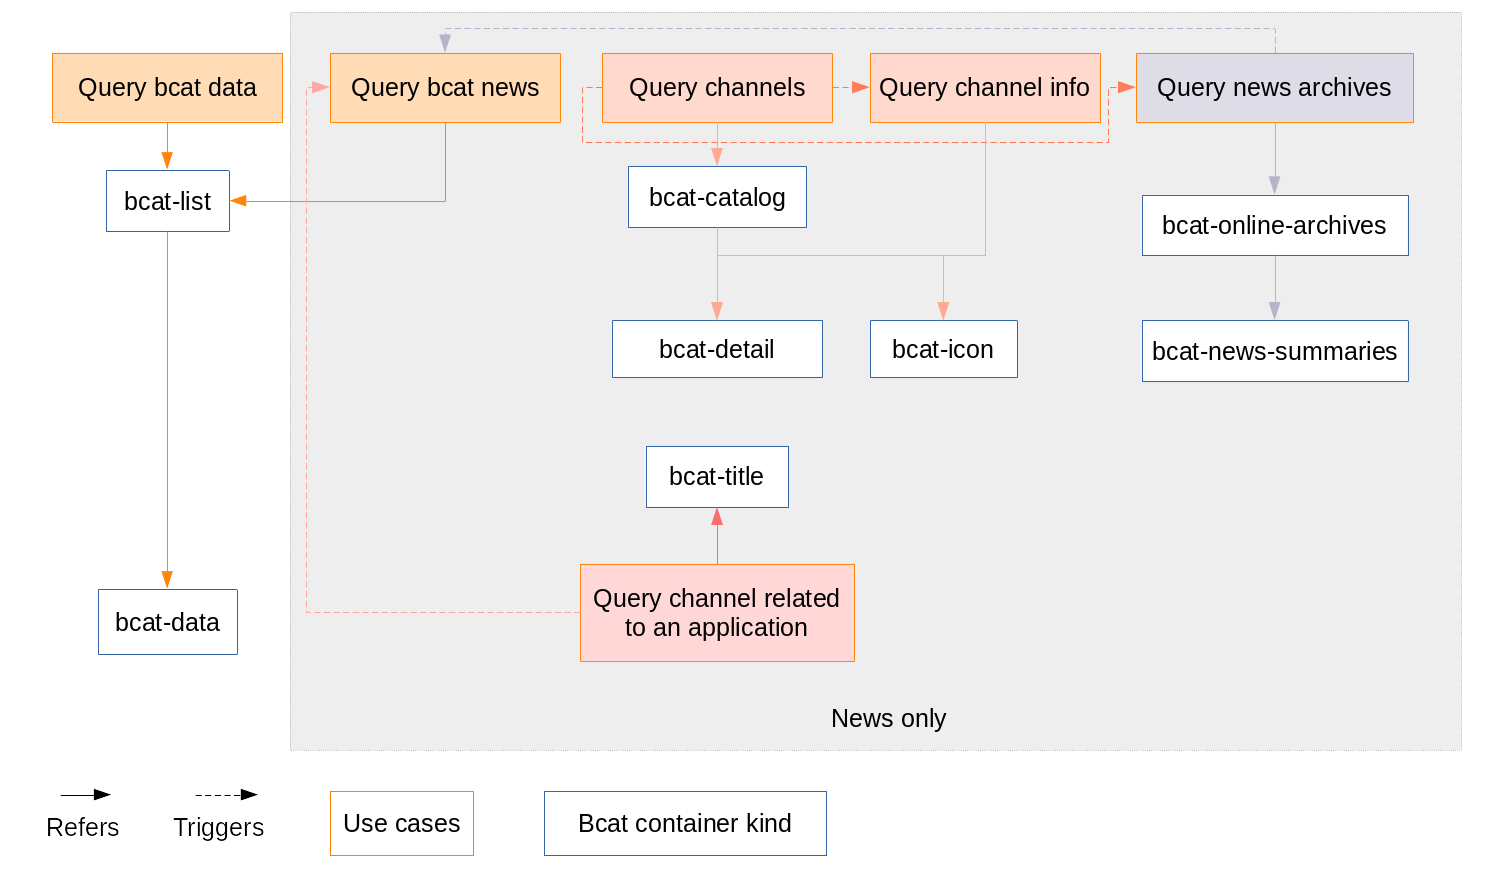 Query bcat data
Query bcat news
Query channels
Query channel info
Query news archives
bcat-list
bcat-catalog
bcat-online-archives
bcat-detail
bcat-icon
bcat-news-summaries
bcat-title
Query channel related
to an application
bcat-data
News only
Refers
Triggers
Use cases
Bcat container kind